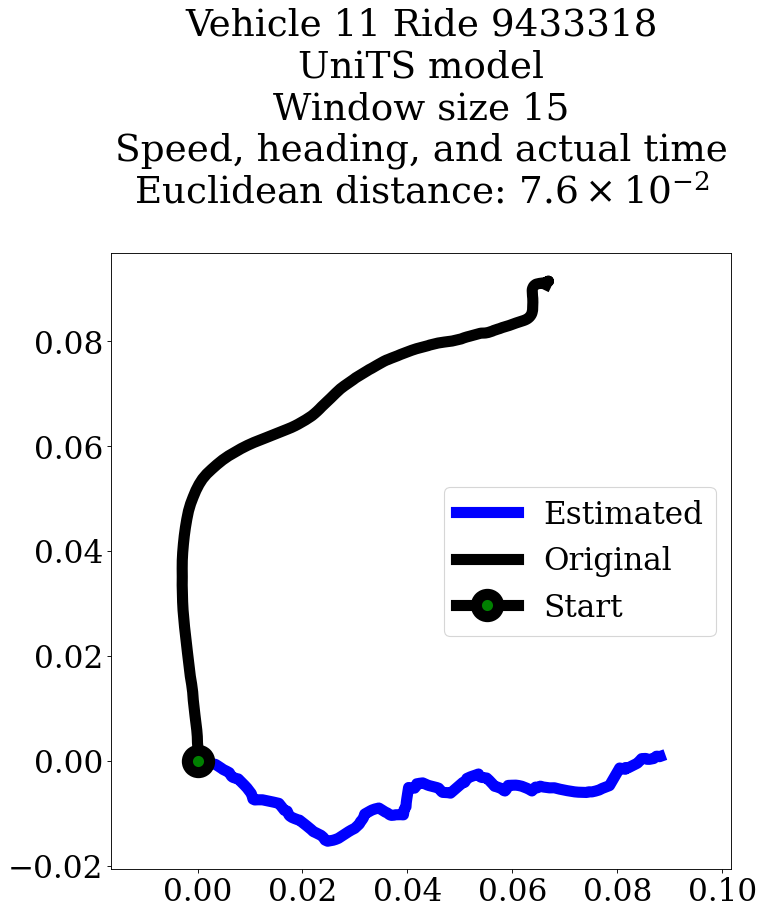 Vehicle 11 Ride 9433318
UniTS model
Window size 15
Speed, heading, and actual time
Euclidean distance: 7.6 × 10⁻²
0.08
0.06
0.04
0.02
0.00
−0.02
Estimated
Original
Start
0.00 0.02 0.04 0.06 0.08 0.10